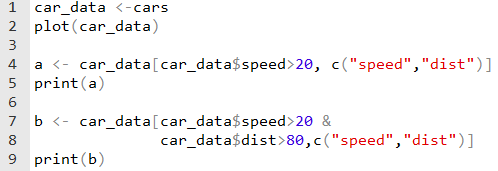 1 car_data <-cars
2 plot(car_data)
3
4 a <- car_data[car_data$speed>20, c("speed","dist")]
5 print(a)
6
7 b <- car_data[car_data$speed>20 &
8 car_data$dist>80,c("speed","dist")]
9 print(b)